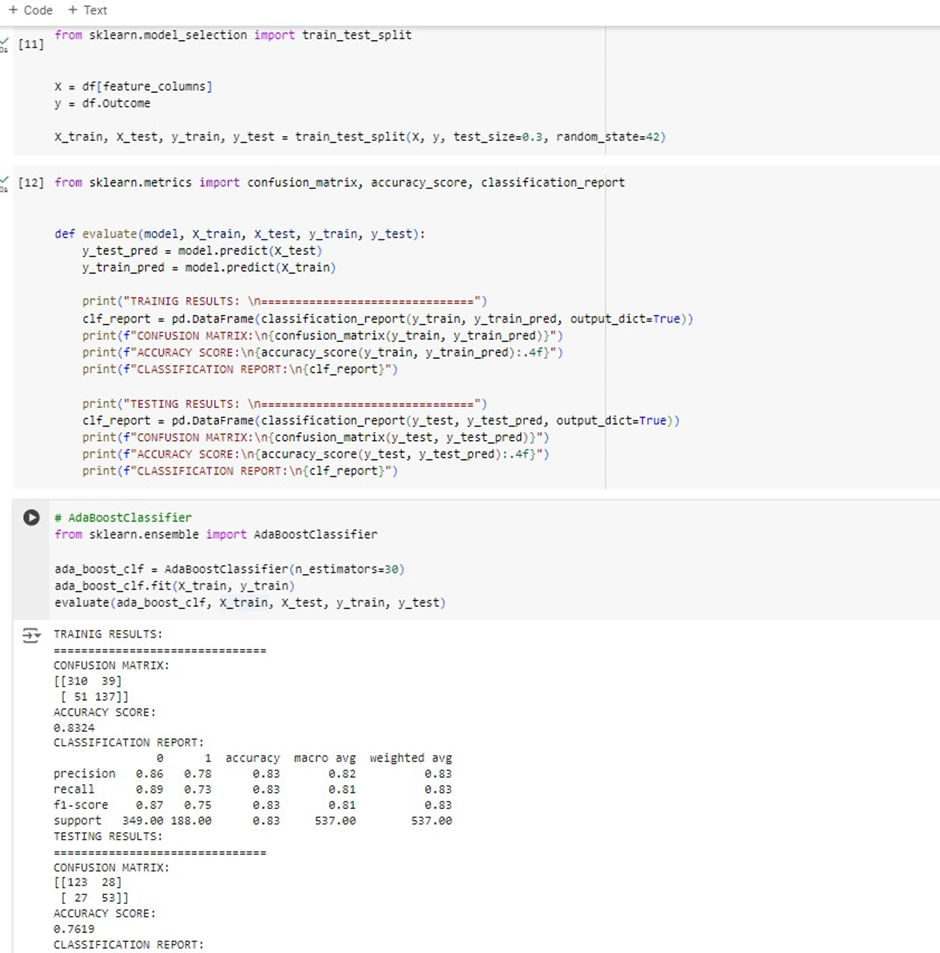 + Code + Text
[11] from sklearn.model_selection import train_test_split
X = df[feature_columns]
y = df.Outcome
X_train, X_test, y_train, y_test = train_test_split(X, y, test_size=0.3, random_state=42)
[12] from sklearn.metrics import confusion_matrix, accuracy_score, classification_report
def evaluate(model, X_train, X_test, y_train, y_test):
    y_test_pred = model.predict(X_test)
    y_train_pred = model.predict(X_train)
    print("TRAINIG RESULTS: \n===============================")
    clf_report = pd.DataFrame(classification_report(y_train, y_train_pred, output_dict=True))
    print(f"CONFUSION MATRIX:\n{confusion_matrix(y_train, y_train_pred)}")
    print(f"ACCURACY SCORE:\n{accuracy_score(y_train, y_train_pred):.4f}")
    print(f"CLASSIFICATION REPORT:\n{clf_report}")
    print("TESTING RESULTS: \n===============================")
    clf_report = pd.DataFrame(classification_report(y_test, y_test_pred, output_dict=True))
    print(f"CONFUSION MATRIX:\n{confusion_matrix(y_test, y_test_pred)}")
    print(f"ACCURACY SCORE:\n{accuracy_score(y_test, y_test_pred):.4f}")
    print(f"CLASSIFICATION REPORT:\n{clf_report}")
# AdaBoostClassifier
from sklearn.ensemble import AdaBoostClassifier
ada_boost_clf = AdaBoostClassifier(n_estimators=30)
ada_boost_clf.fit(X_train, y_train)
evaluate(ada_boost_clf, X_train, X_test, y_train, y_test)
TRAINIG RESULTS:
===============================
CONFUSION MATRIX:
[[310  39]
 [ 51 137]]
ACCURACY SCORE:
0.8324
CLASSIFICATION REPORT:
0 1 accuracy macro avg weighted avg
precision 0.86 0.78 0.83 0.82 0.83
recall 0.89 0.73 0.83 0.81 0.83
f1-score 0.87 0.75 0.83 0.81 0.83
support 349.00 188.00 0.83 537.00 537.00
TESTING RESULTS:
===============================
CONFUSION MATRIX:
[[123  28]
 [ 27  53]]
ACCURACY SCORE:
0.7619
CLASSIFICATION REPORT: